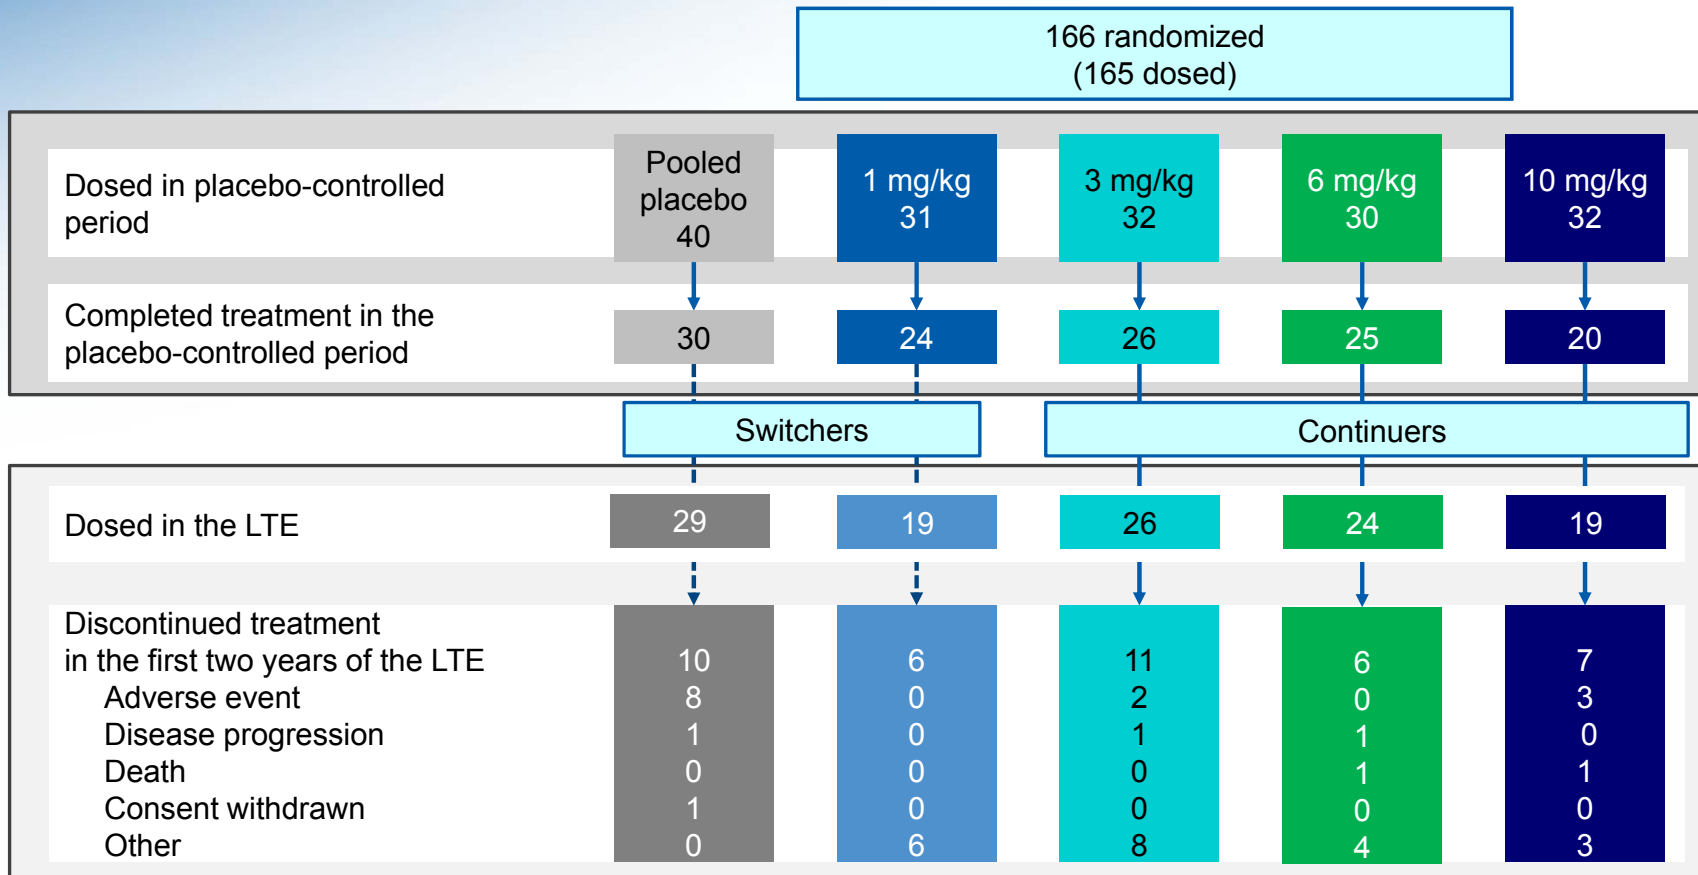 166 randomized
(165 dosed)
Dosed in placebo-controlled
period
Pooled
placebo
40
1 mg/kg
31
3 mg/kg
32
6 mg/kg
30
10 mg/kg
32
Completed treatment in the
placebo-controlled period
30
24
26
25
20
Switchers
Continuers
Dosed in the LTE
29
19
26
24
19
Discontinued treatment
in the first two years of the LTE
10
6
11
6
7
Adverse event
8
0
2
0
3
Disease progression
1
0
1
1
0
Death
0
0
0
1
1
Consent withdrawn
1
0
0
0
0
Other
0
6
8
4
3